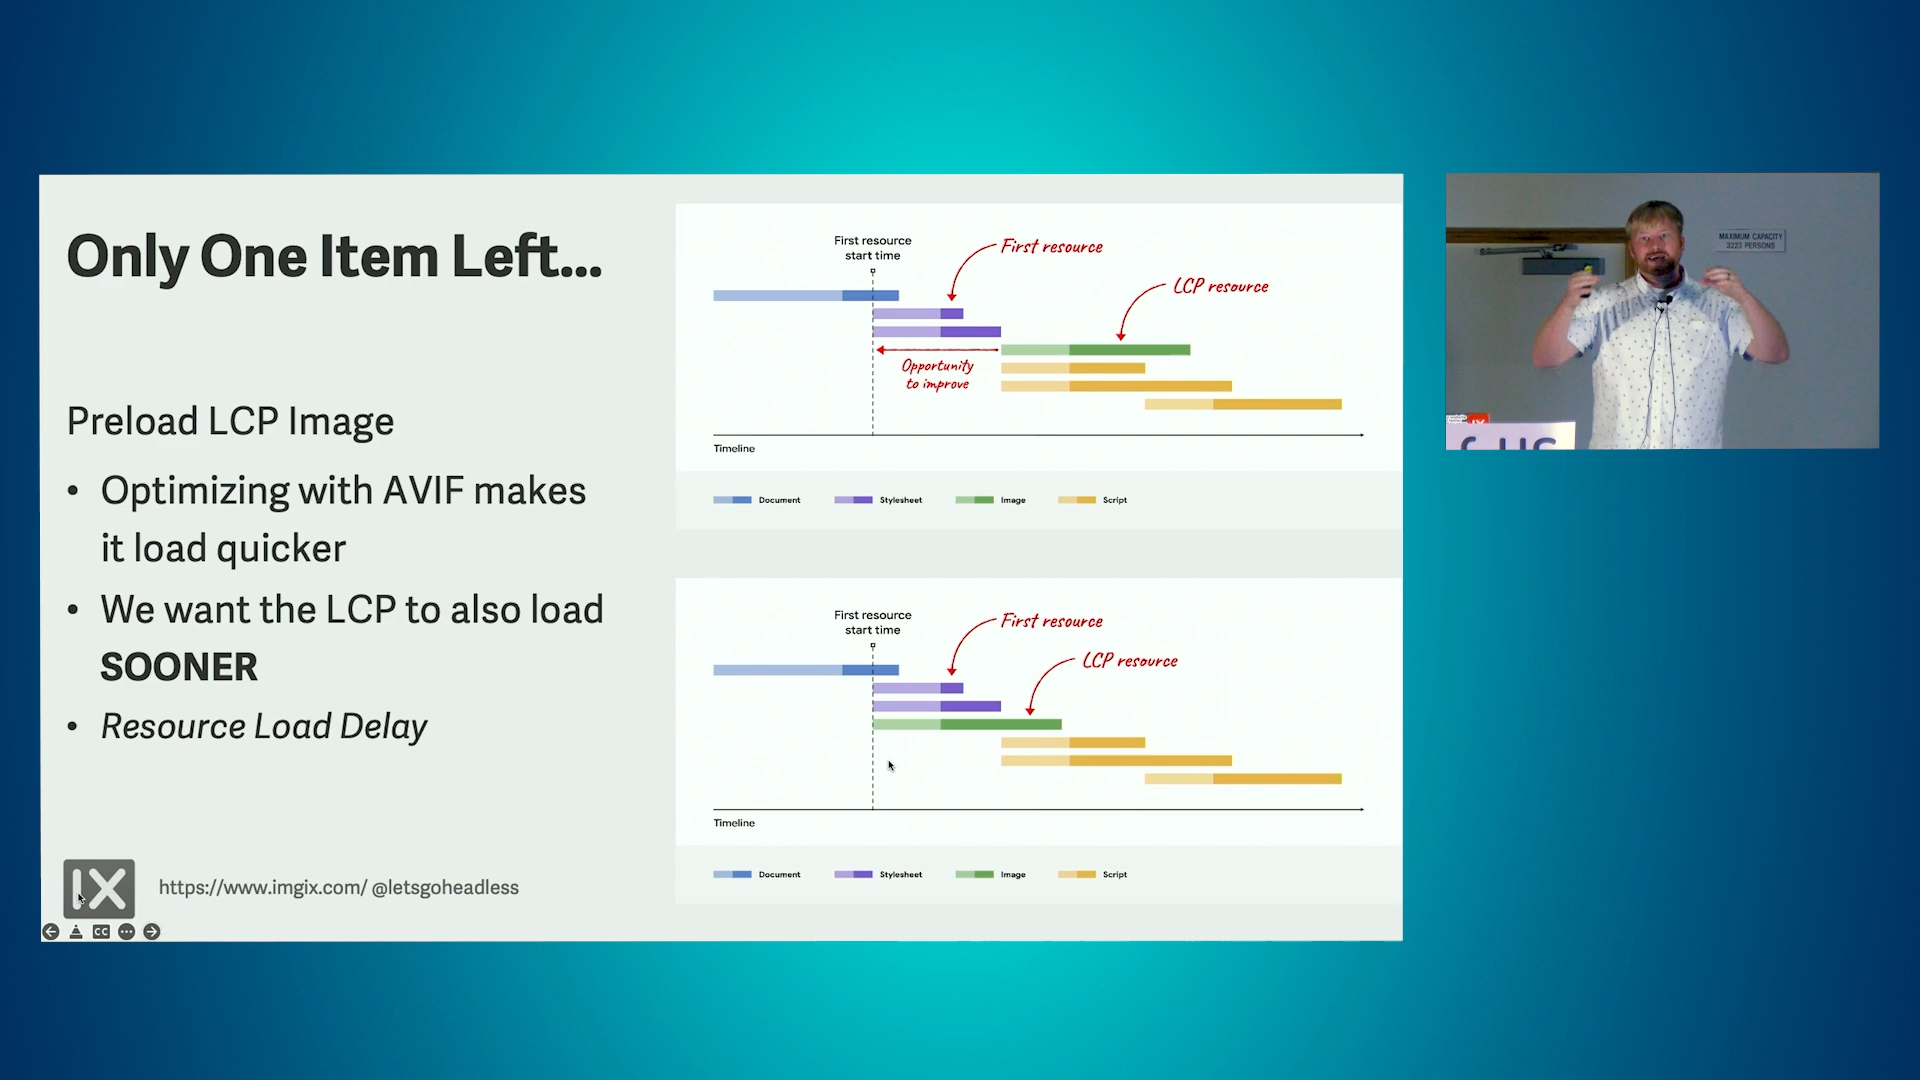 Only One Item Left...
Preload LCP Image
• Optimizing with AVIF makes
it load quicker
• We want the LCP to also load
SOONER
• Resource Load Delay
IX
https://www.imgix.com/ @letsgoheadless
CC
First resource
start time
First resource
LCP resource
Opportunity
to improve
Timeline
Document
Stylesheet
Image
Script
First resource
start time
First resource
LCP resource
Timeline
Document
Stylesheet
Image
Script
MAXIMUM CAPACITY
3223 PERSONS